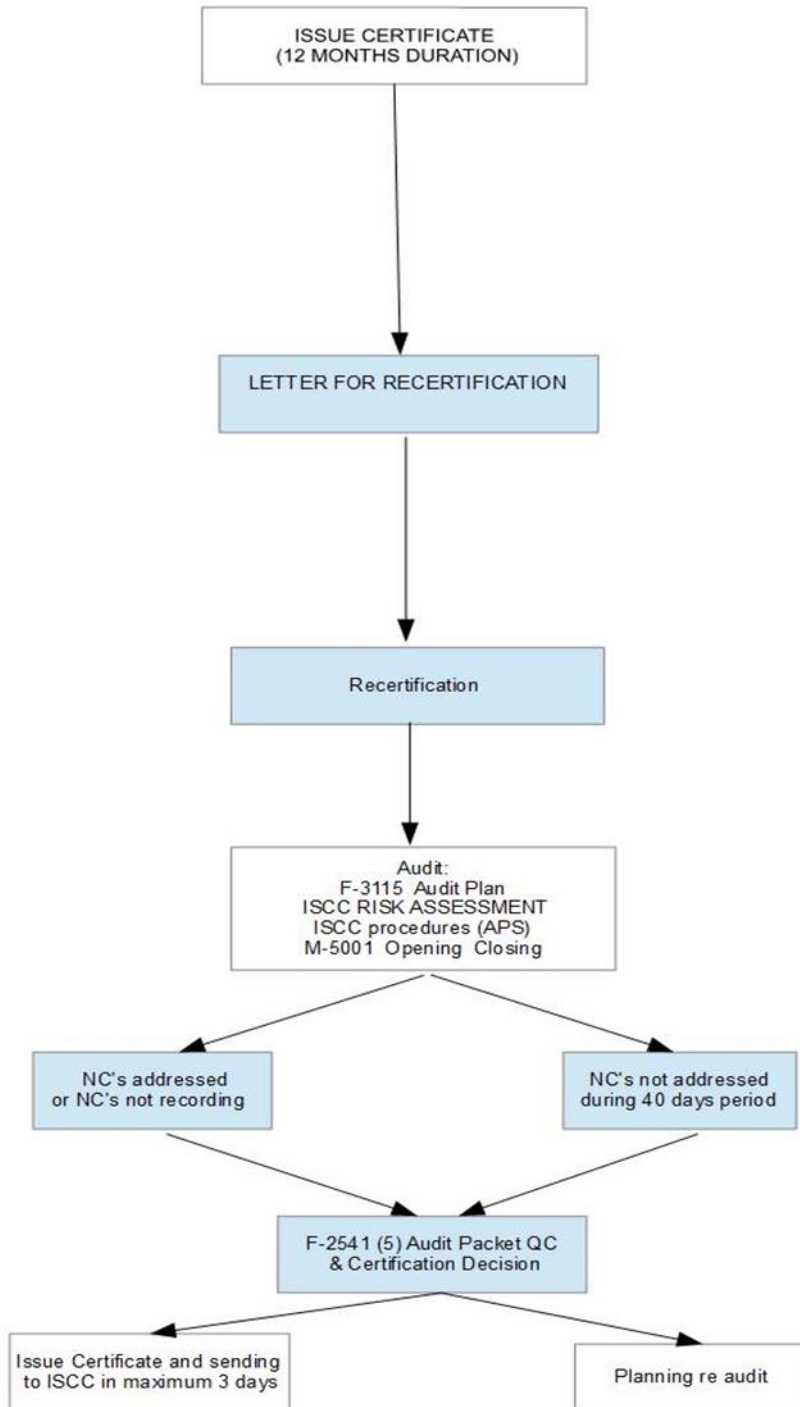 ISSUE CERTIFICATE
(12 MONTHS DURATION)
LETTER FOR RECERTIFICATION
Recertification
Audit:
F-3115 Audit Plan
ISCC RISK ASSESSMENT
ISCC procedures (APS)
M-5001 Opening Closing
NC's addressed
or NC's not recording
NC's not addressed
during 40 days period
F-2541 (5) Audit Packet QC
& Certification Decision
Issue Certificate and sending
to ISCC in maximum 3 days
Planning re audit